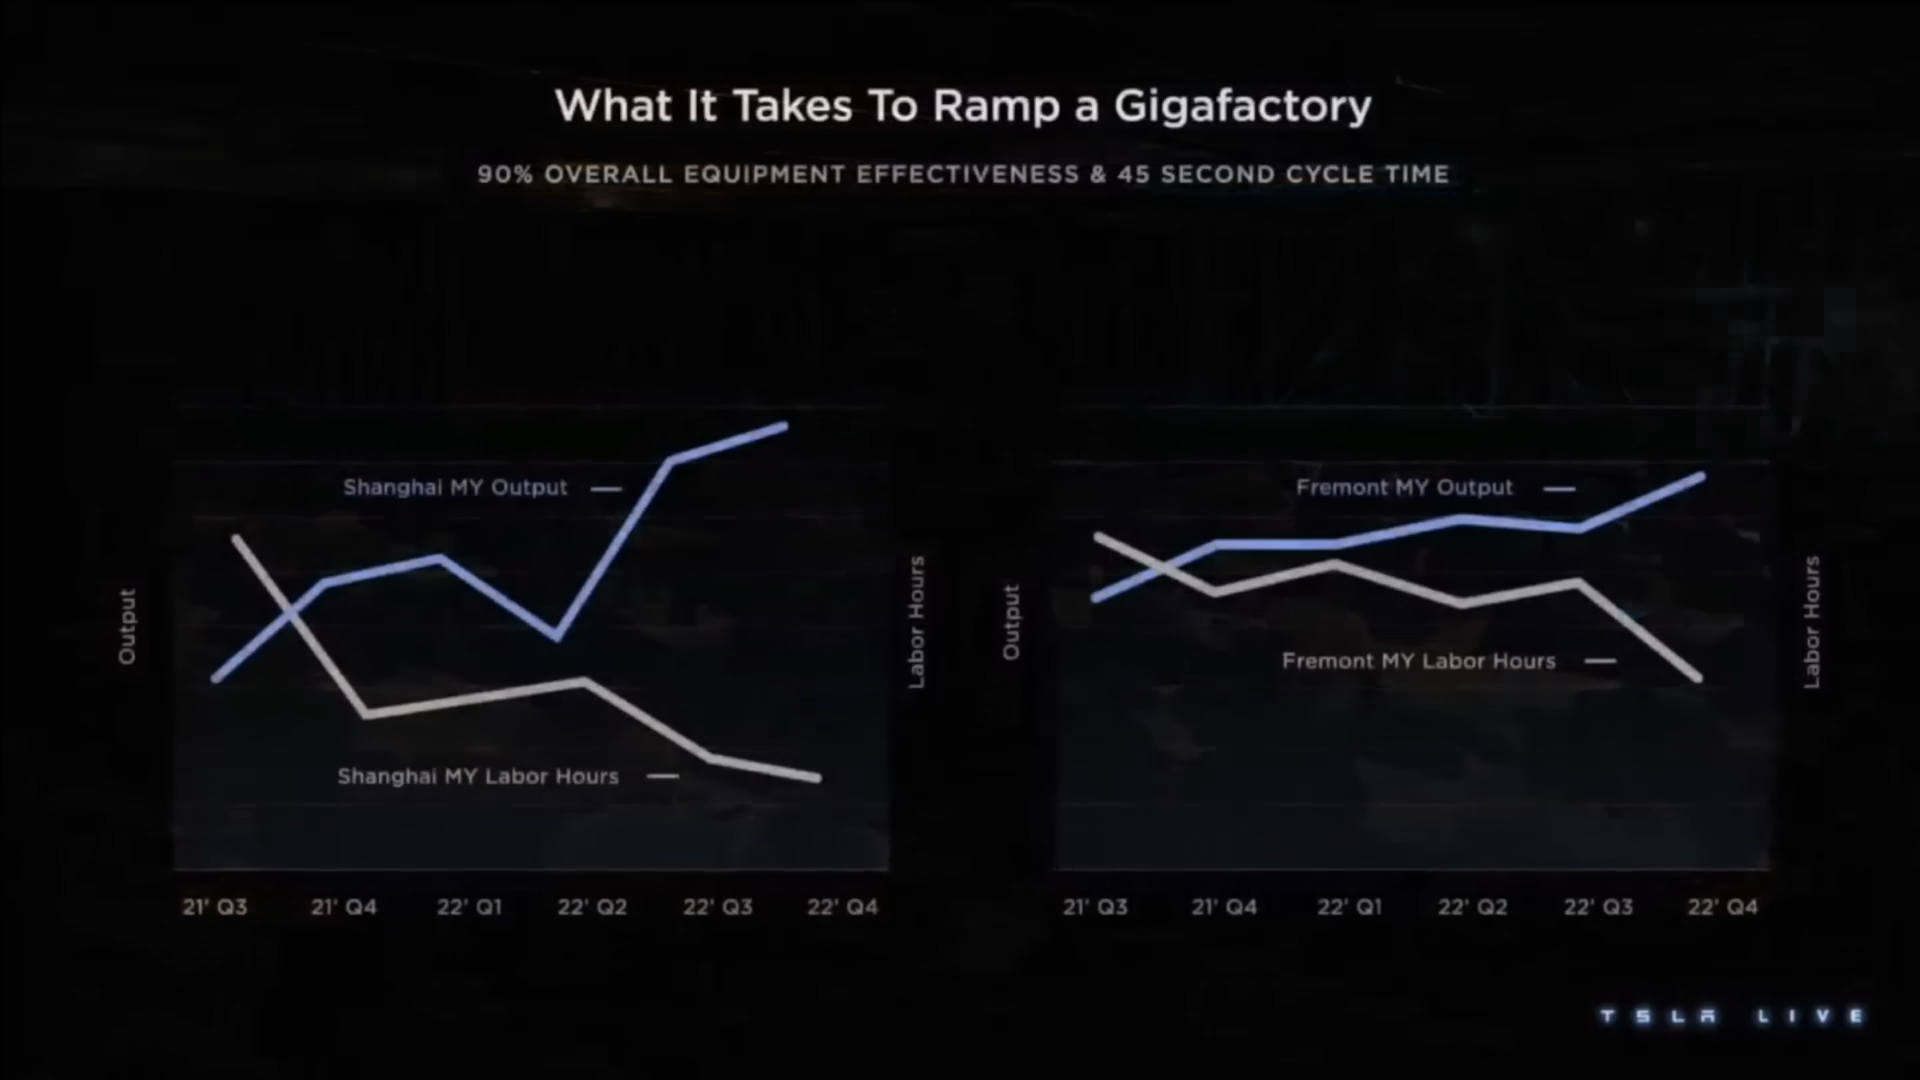 What It Takes To Ramp a Gigafactory
90% OVERALL EQUIPMENT EFFECTIVENESS & 45 SECOND CYCLE TIME
Shanghai MY Output
Shanghai MY Labor Hours
Output
Labor Hours
21' Q3 21' Q4 22' Q1 22' Q2 22' Q3 22' Q4
Fremont MY Output
Fremont MY Labor Hours
Output
Labor Hours
21' Q3 21' Q4 22' Q1 22' Q2 22' Q3 22' Q4
TSLA LIVE